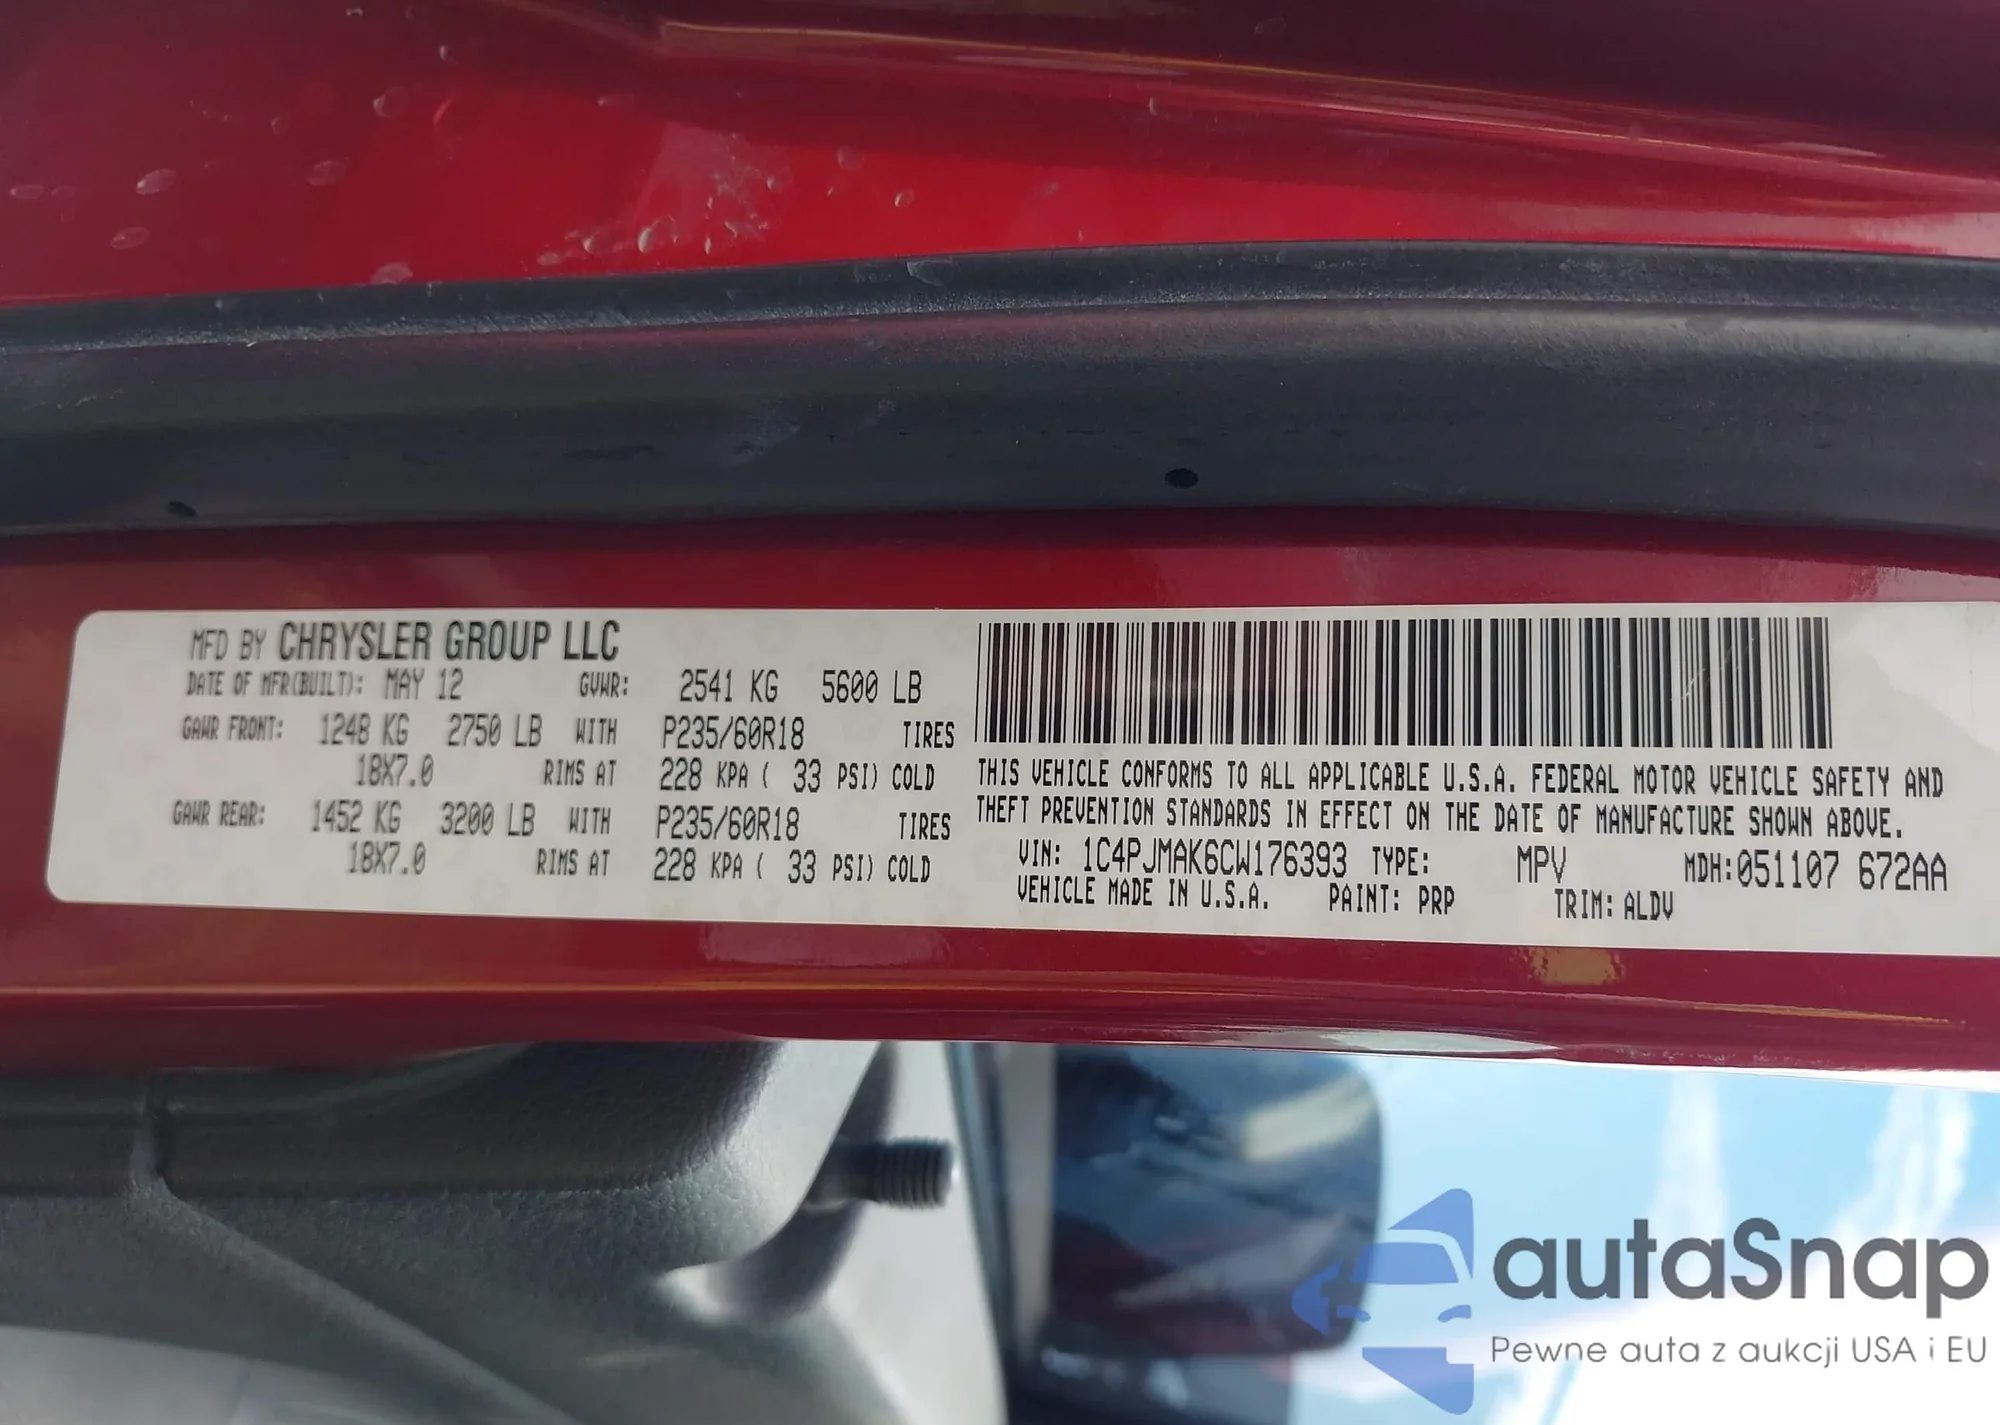 MFD BY CHRYSLER GROUP LLC
DATE OF MFR(BUILT): MAY 12 GVWR: 2541 KG 5600 LB
GAWR FRONT: 1248 KG 2750 LB WITH P235/60R18 TIRES
18X7.0 RIMS AT 228 KPA ( 33 PSI) COLD
GAWR REAR: 1452 KG 3200 LB WITH P235/60R18 TIRES
18X7.0 RIMS AT 228 KPA ( 33 PSI) COLD
THIS VEHICLE CONFORMS TO ALL APPLICABLE U.S.A. FEDERAL MOTOR VEHICLE SAFETY AND
THEFT PREVENTION STANDARDS IN EFFECT ON THE DATE OF MANUFACTURE SHOWN ABOVE.
VIN: 1C4PJMAK6CW176393 TYPE: MPV MDH:051107 672AA
VEHICLE MADE IN U.S.A. PAINT: PRP TRIM: ALDV
autaSnap
Pewne auta z aukcji USA i EU